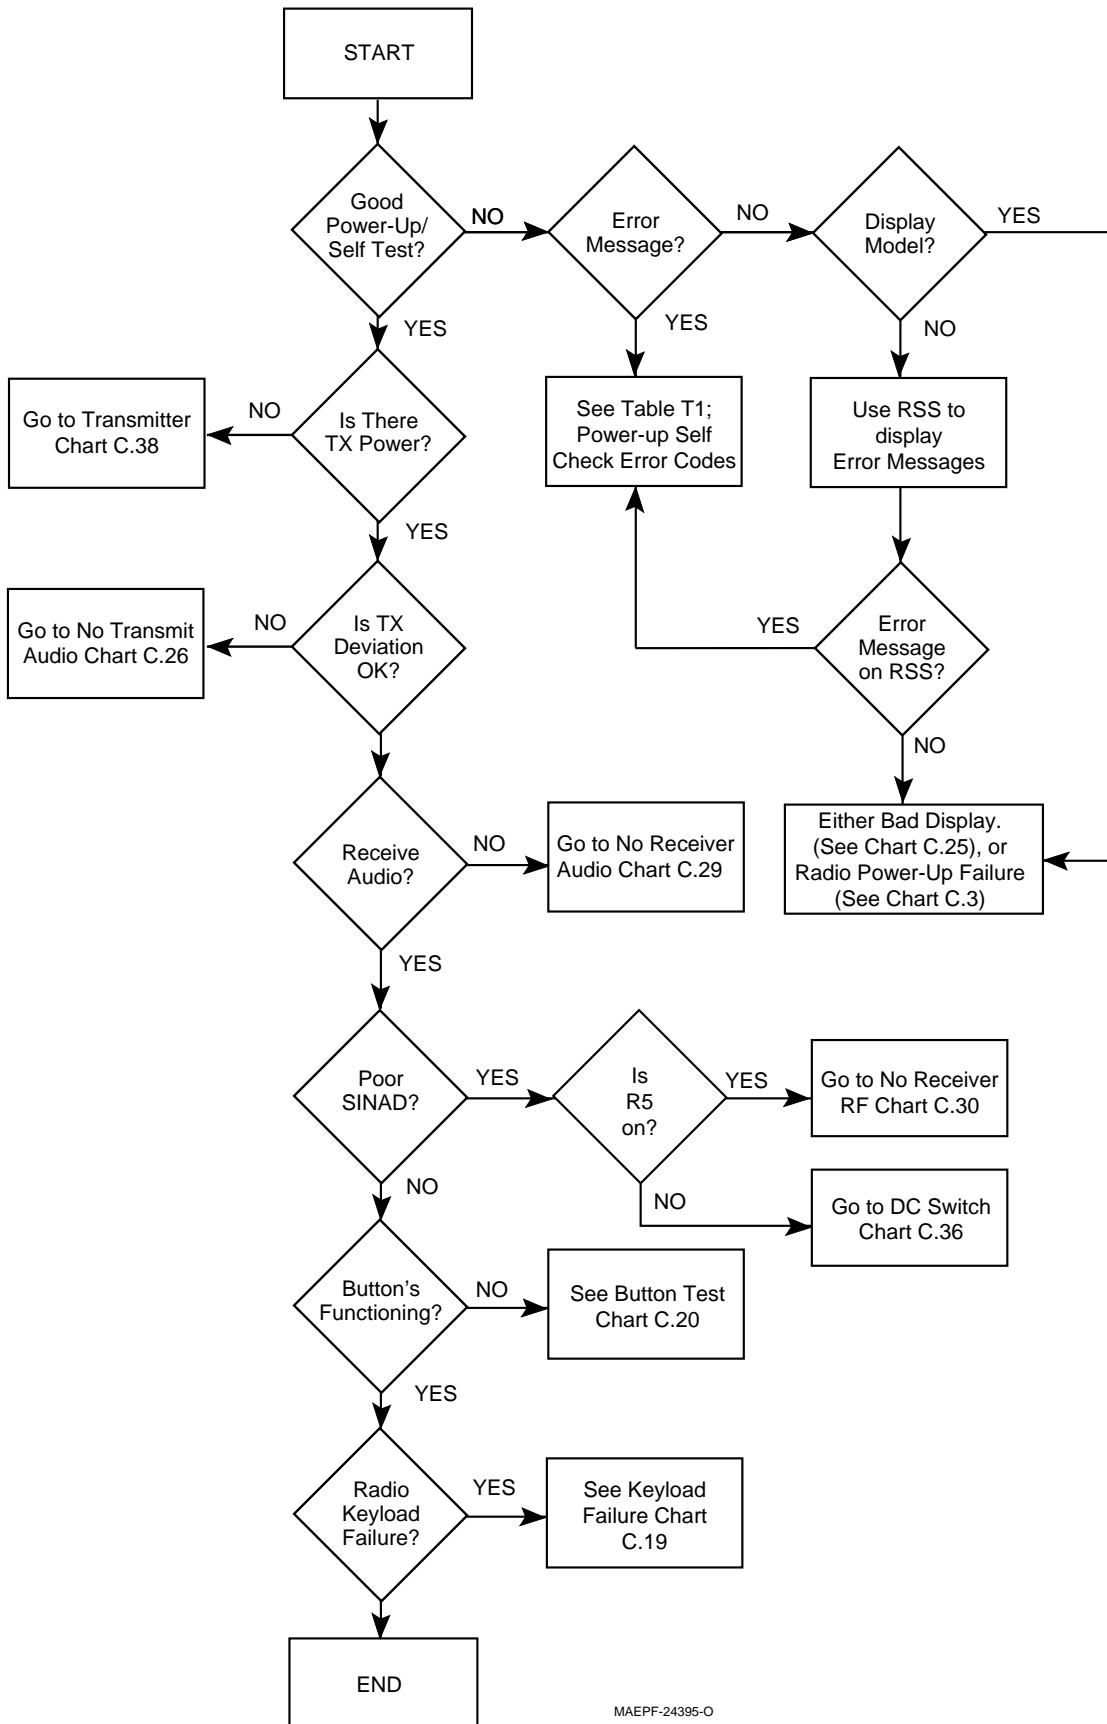 START
Good
Power-Up/
Self Test?
NO
Error
Message?
NO
Display
Model?
YES
YES
YES
NO
Go to Transmitter
Chart C.38
NO
Is There
TX Power?
See Table T1;
Power-up Self
Check Error Codes
Use RSS to
display
Error Messages
YES
Go to No Transmit
Audio Chart C.26
NO
Is TX
Deviation
OK?
YES
Error
Message
on RSS?
NO
Receive
Audio?
NO
Go to No Receiver
Audio Chart C.29
Either Bad Display.
(See Chart C.25), or
Radio Power-Up Failure
(See Chart C.3)
YES
Poor
SINAD?
YES
Is
R5
on?
YES
Go to No Receiver
RF Chart C.30
NO
NO
Go to DC Switch
Chart C.36
Button's
Functioning?
NO
See Button Test
Chart C.20
YES
Radio
Keyload
Failure?
YES
See Keyload
Failure Chart
C.19
END
MAEPF-24395-O